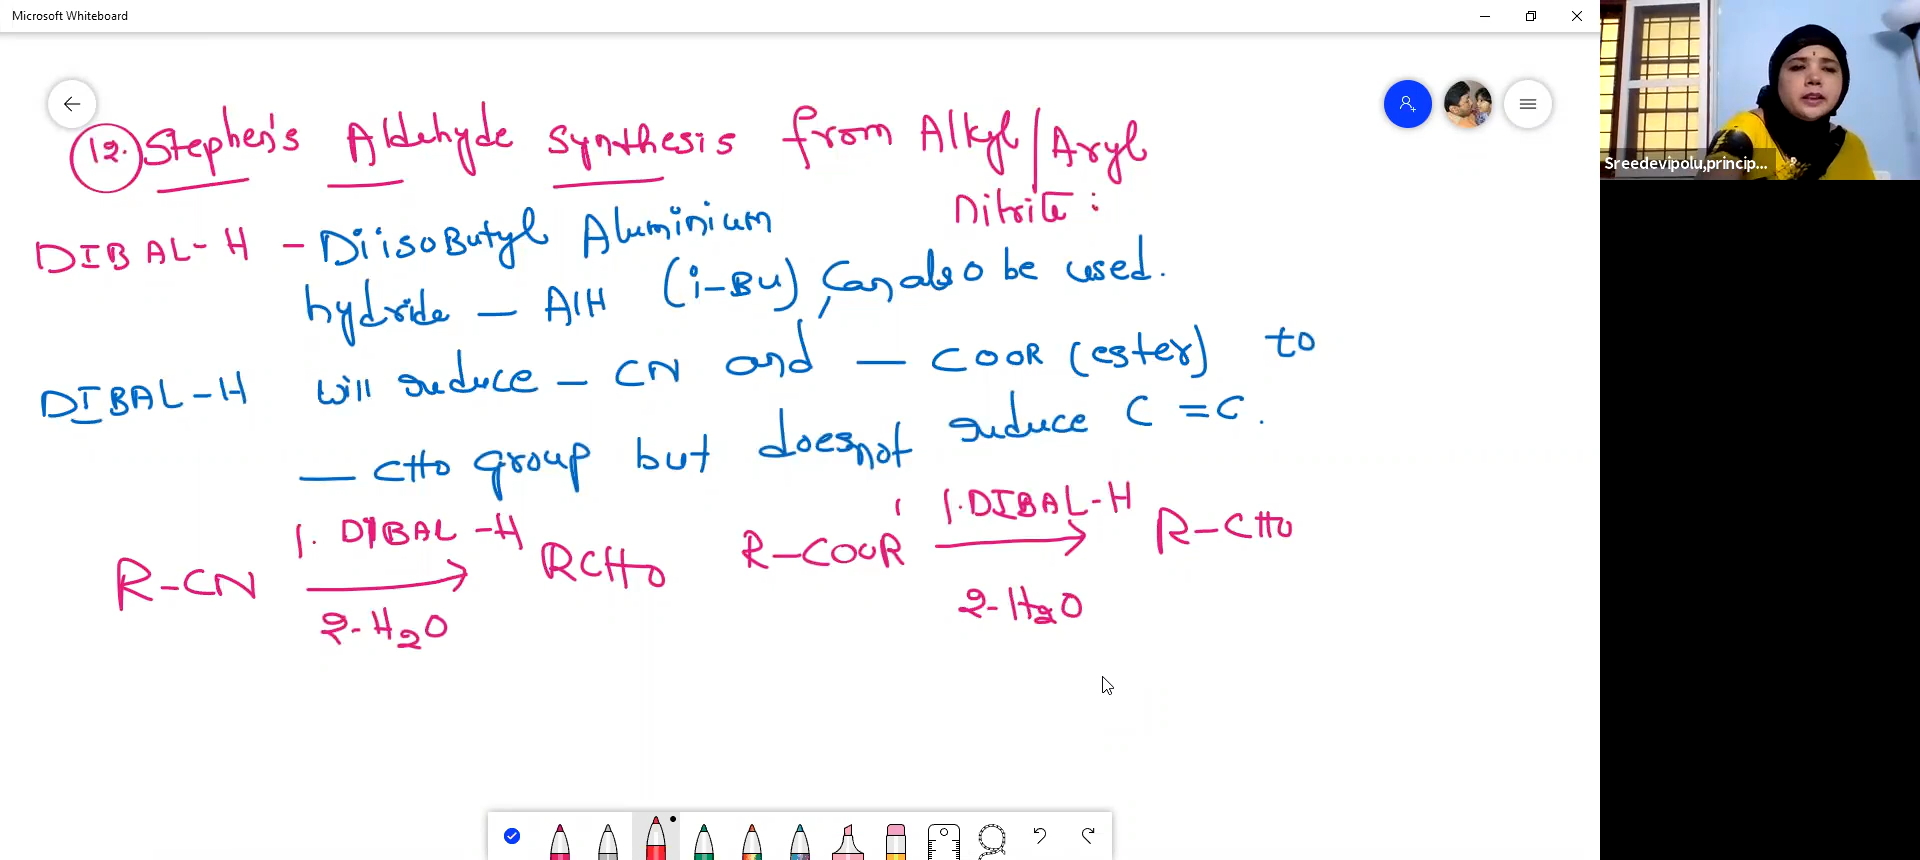 Microsoft Whiteboard
12. Stephen's Aldehyde Synthesis from Alkyl/Aryl
Nitrite:
DIBAL-H - DiisoButyl Aluminium
hydride - AlH (i-Bu), Can also be used.
DIBAL-H will reduce - CN and - COOR (ester) to
- CHO group but doesnot reduce C=C.
R-CN 1. DIBAL-H 2-H2O RCHO
R-COOR' 1.DIBAL-H 2-H2O R-CHO
Sreedevipolu,princip...